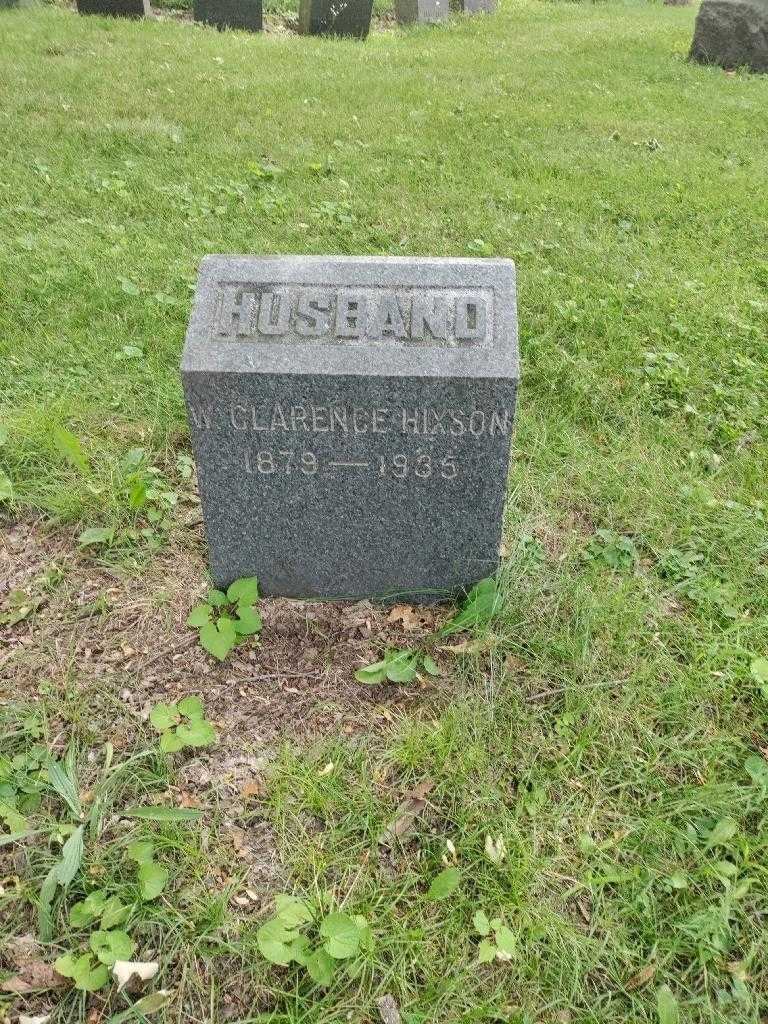 HUSBAND
W CLARENCE HIXSON
1879 — 1935